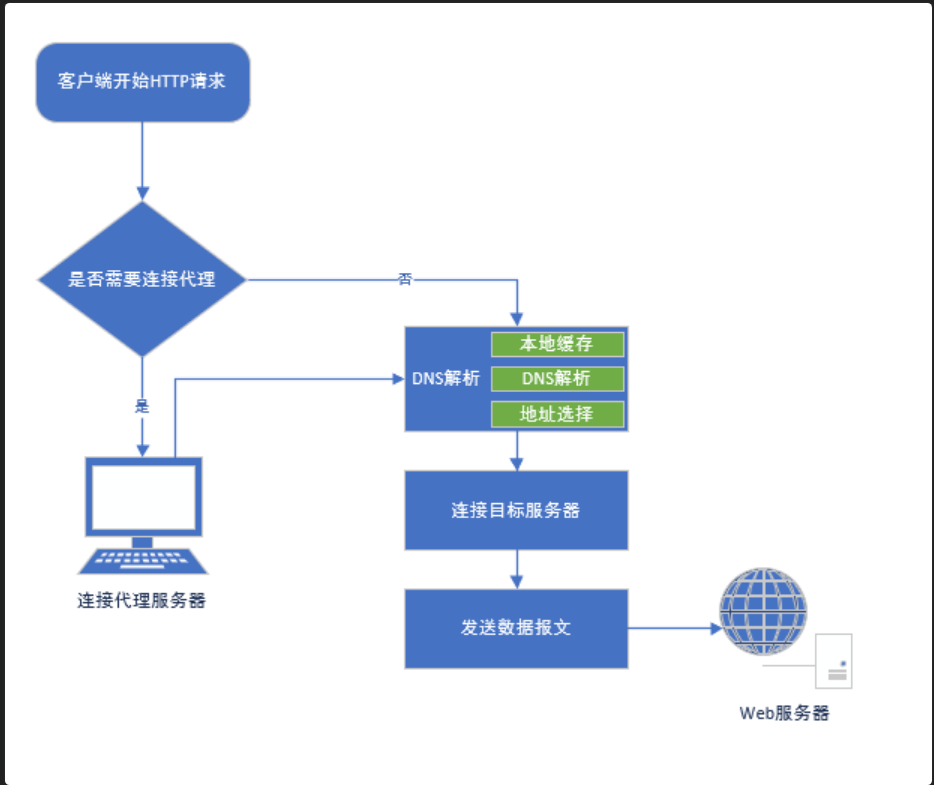 客户端开始HTTP请求
是否需要连接代理
否
本地缓存
DNS解析
DNS解析
地址选择
是
连接目标服务器
连接代理服务器
发送数据报文
Web服务器